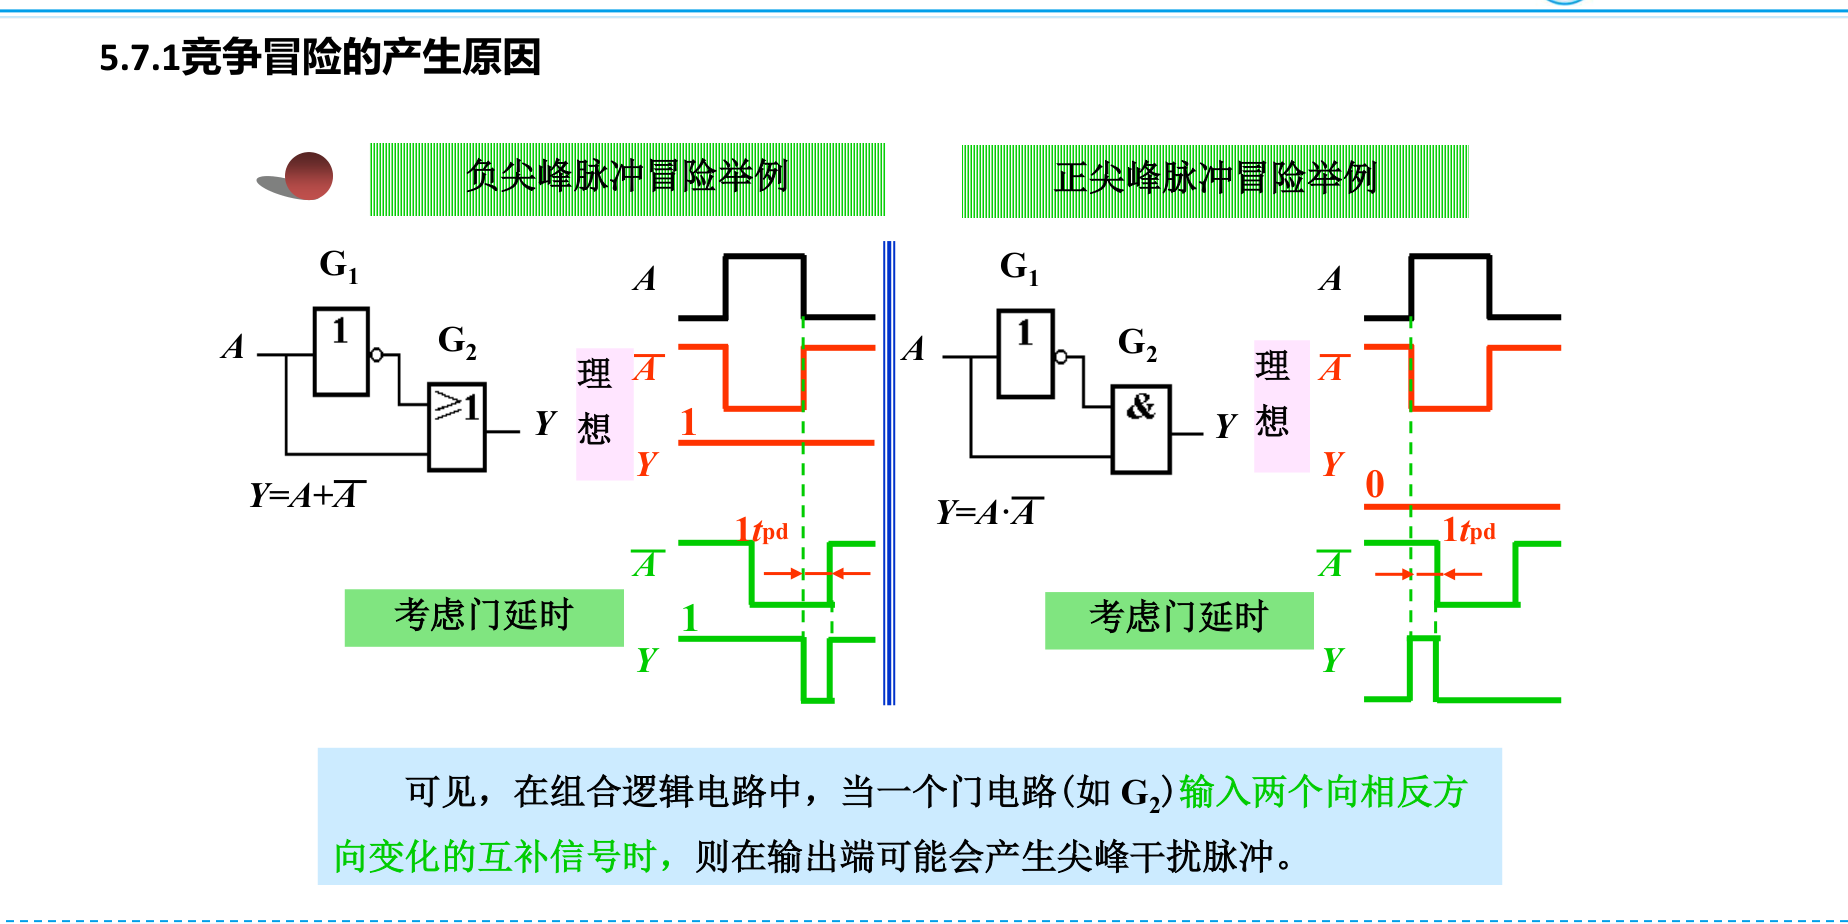 5.7.1竞争冒险的产生原因
负尖峰脉冲冒险举例
正尖峰脉冲冒险举例
G₁
1
A
G₂
≥1
Y
Y=A+A̅
理
想
A
A̅
1
Y
1tpd
A̅
考虑门延时
1
Y
G₁
1
A
G₂
&
Y
Y=A·A̅
理
想
A
A̅
Y
0
1tpd
A̅
考虑门延时
Y
可见，在组合逻辑电路中，当一个门电路(如 G₂)输入两个向相反方
向变化的互补信号时，则在输出端可能会产生尖峰干扰脉冲。